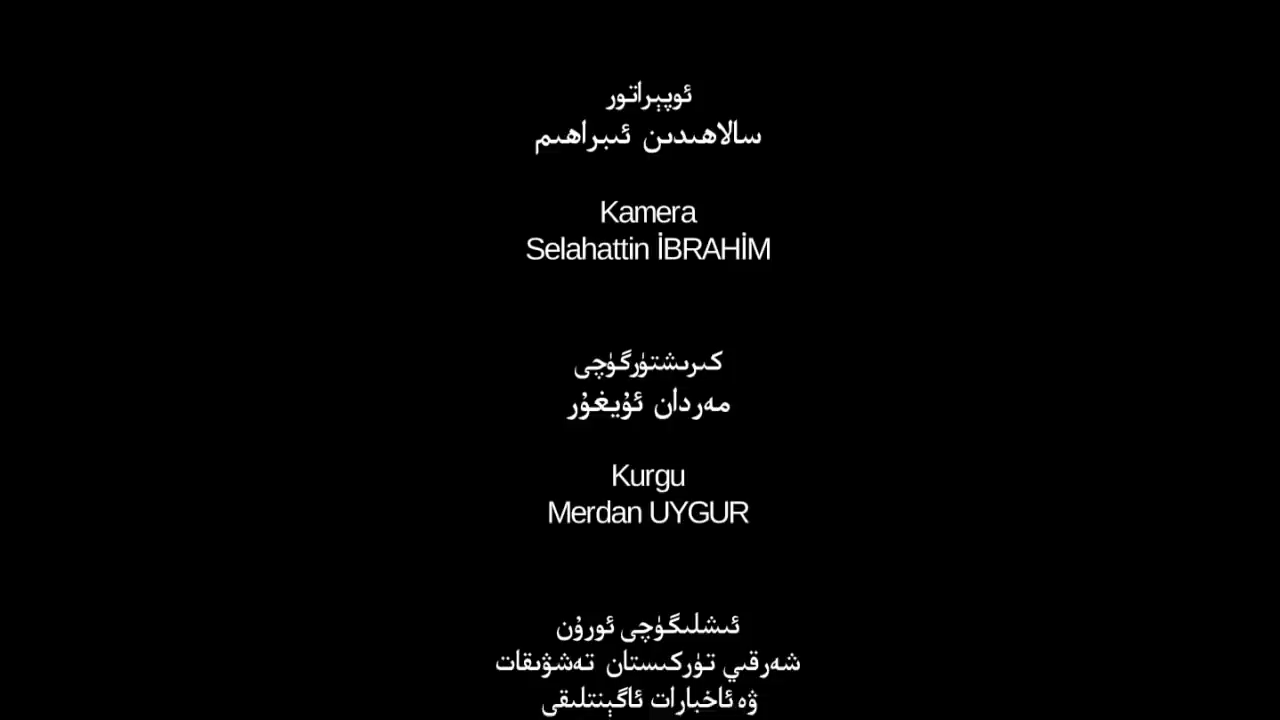 ئوپېراتور
سالاھىدىن ئىبراھىم
Kamera
Selahattin İBRAHİM
كىرىشتۈرگۈچى
مەردان ئۇيغۇر
Kurgu
Merdan UYGUR
ئىشلىگۈچى ئورۇن
شەرقىي تۈركىستان تەشۋىقات
ۋە ئاخبارات ئاگېنتلىقى